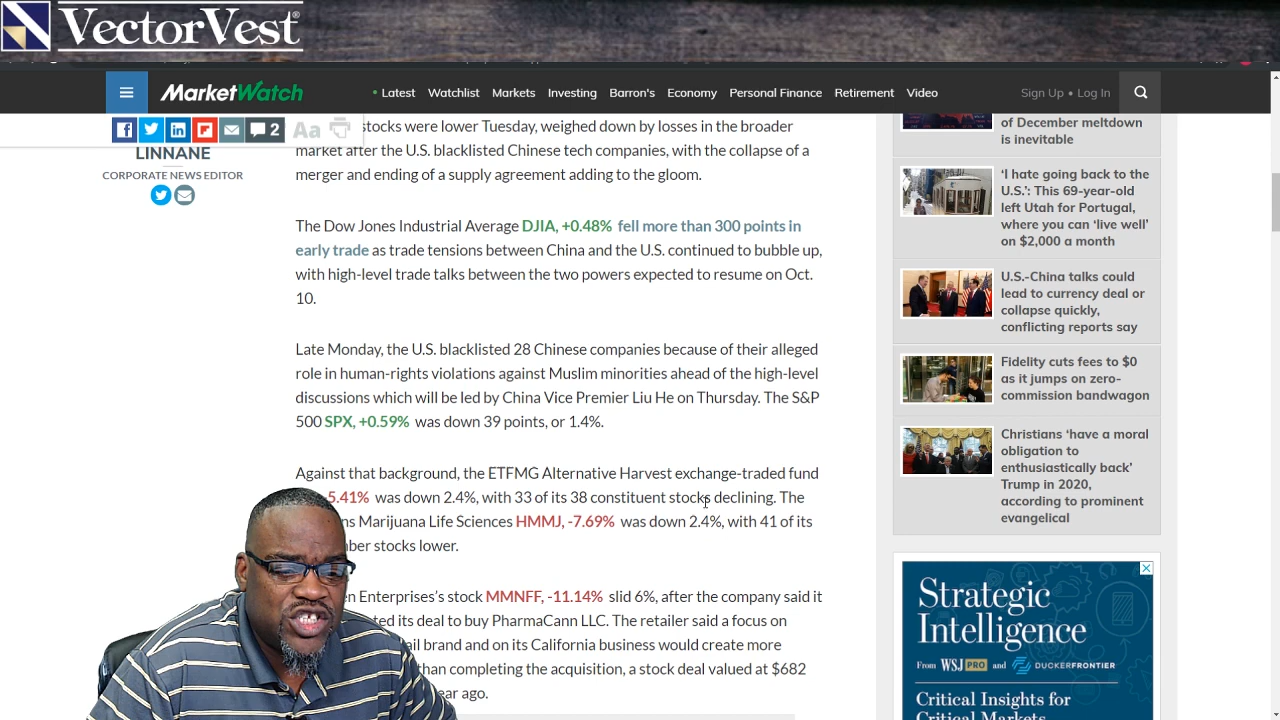 VectorVest®
MarketWatch
• Latest Watchlist Markets Investing Barron's Economy Personal Finance Retirement Video
Sign Up • Log In
2
Aa
LINNANE
CORPORATE NEWS EDITOR
stocks were lower Tuesday, weighed down by losses in the broader
market after the U.S. blacklisted Chinese tech companies, with the collapse of a
merger and ending of a supply agreement adding to the gloom.
The Dow Jones Industrial Average DJIA, +0.48% fell more than 300 points in
early trade as trade tensions between China and the U.S. continued to bubble up,
with high-level trade talks between the two powers expected to resume on Oct.
10.
Late Monday, the U.S. blacklisted 28 Chinese companies because of their alleged
role in human-rights violations against Muslim minorities ahead of the high-level
discussions which will be led by China Vice Premier Liu He on Thursday. The S&P
500 SPX, +0.59% was down 39 points, or 1.4%.
Against that background, the ETFMG Alternative Harvest exchange-traded fund
5.41% was down 2.4%, with 33 of its 38 constituent stocks declining. The
Marijuana Life Sciences HMMJ, -7.69% was down 2.4%, with 41 of its
stocks lower.
Enterprises's stock MMNFF, -11.14% slid 6%, after the company said it
its deal to buy PharmaCann LLC. The retailer said a focus on
brand and on its California business would create more
than completing the acquisition, a stock deal valued at $682
ago.
of December meltdown
is inevitable
'I hate going back to the
U.S.': This 69-year-old
left Utah for Portugal,
where you can 'live well'
on $2,000 a month
U.S.-China talks could
lead to currency deal or
collapse quickly,
conflicting reports say
Fidelity cuts fees to $0
as it jumps on zero-
commission bandwagon
Christians 'have a moral
obligation to
enthusiastically back'
Trump in 2020,
according to prominent
evangelical
Strategic
Intelligence
From WSJ PRO and DUCKERFRONTIER
Critical Insights for
Critical Markets